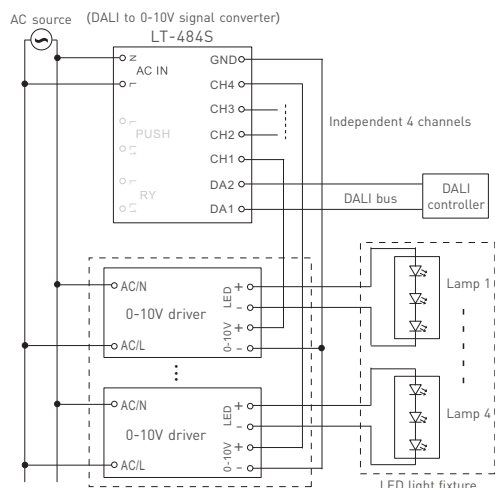 AC source (DALI to 0-10V signal converter)
LT-484S
N
AC IN
L
GND
CH4
CH3
CH2
CH1
DA2
DA1
L
PUSH
L1
L
RY
L1
Independent 4 channels
DALI bus
DALI
controller
AC/N
LED + -
0-10V driver
0-10V + -
AC/L
Lamp 1
AC/N
LED + -
0-10V driver
0-10V + -
AC/L
Lamp 4
LED light fixture